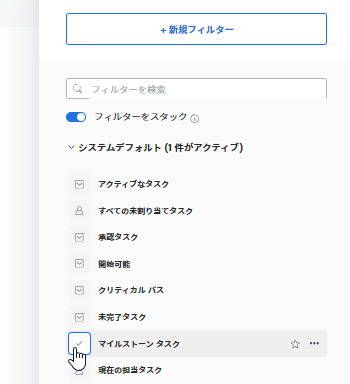 + 新規フィルター
フィルターを検索
フィルターをスタック
システムデフォルト (1 件がアクティブ)
アクティブなタスク
すべての未割り当てタスク
承認タスク
開始可能
クリティカル パス
未完了タスク
マイルストーン タスク
現在の担当タスク